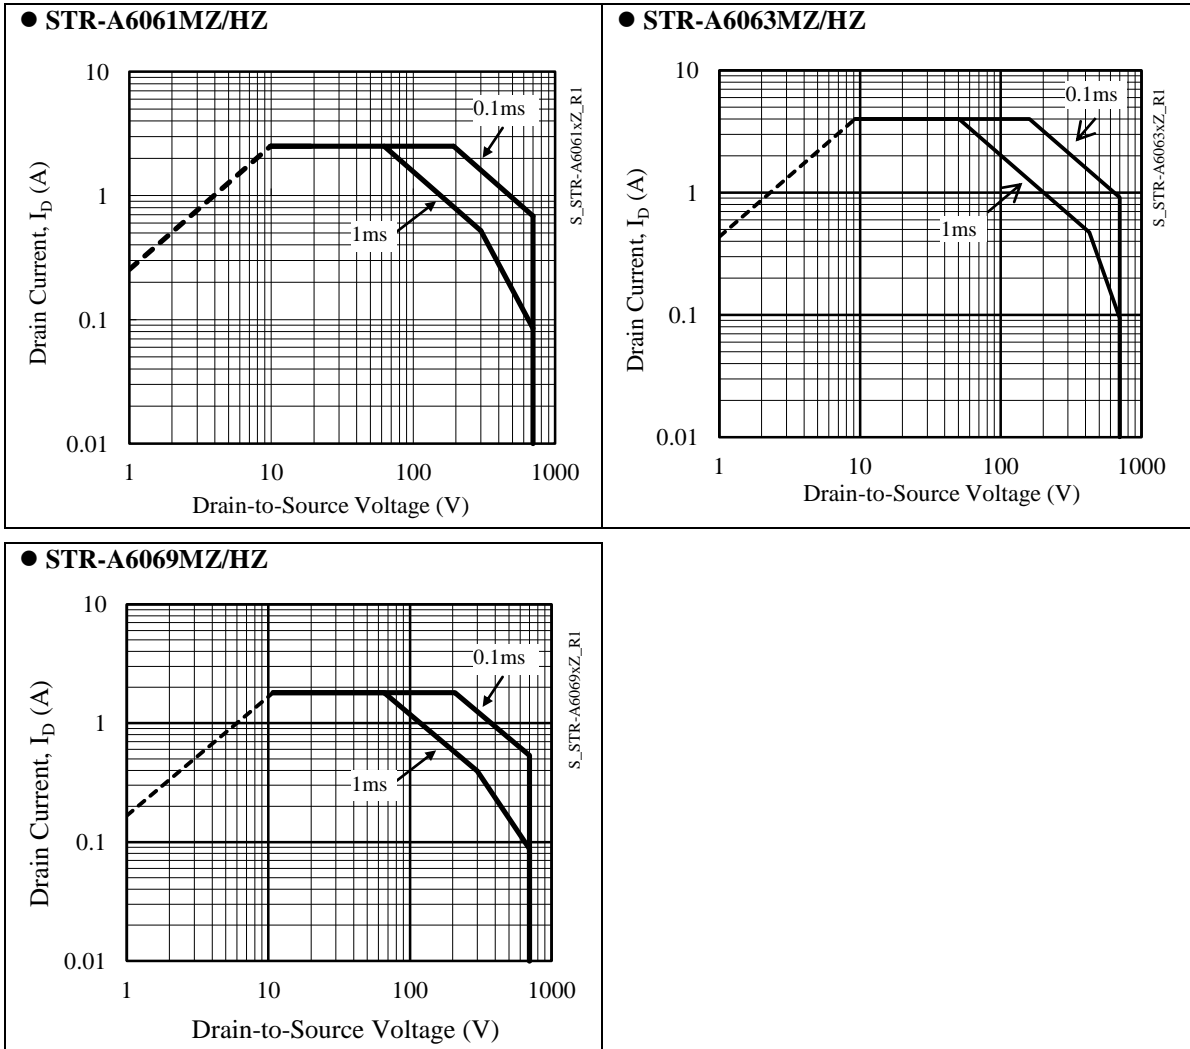 ● STR-A6061MZ/HZ
10
1
0.1
0.01
1 10 100 1000
Drain Current, I_D (A)
Drain-to-Source Voltage (V)
0.1ms
1ms
S_STR-A6061xZ_R1
● STR-A6063MZ/HZ
10
1
0.1
0.01
1 10 100 1000
Drain Current, I_D (A)
Drain-to-Source Voltage (V)
0.1ms
1ms
S_STR-A6063xZ_R1
● STR-A6069MZ/HZ
10
1
0.1
0.01
1 10 100 1000
Drain Current, I_D (A)
Drain-to-Source Voltage (V)
0.1ms
1ms
S_STR-A6069xZ_R1